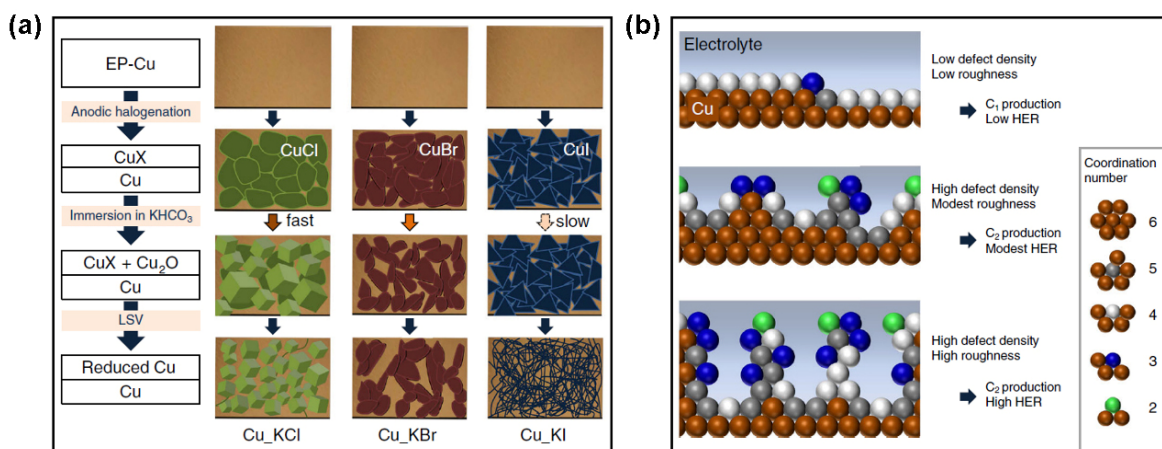 (a)
EP-Cu
Anodic halogenation
CuX
Cu
Immersion in KHCO₃
CuX + Cu₂O
Cu
LSV
Reduced Cu
Cu
CuCl
CuBr
CuI
fast
slow
Cu_KCl
Cu_KBr
Cu_KI
(b)
Electrolyte
Cu
Low defect density
Low roughness
C₁ production
Low HER
High defect density
Modest roughness
C₂ production
Modest HER
High defect density
High roughness
C₂ production
High HER
Coordination
number
6
5
4
3
2